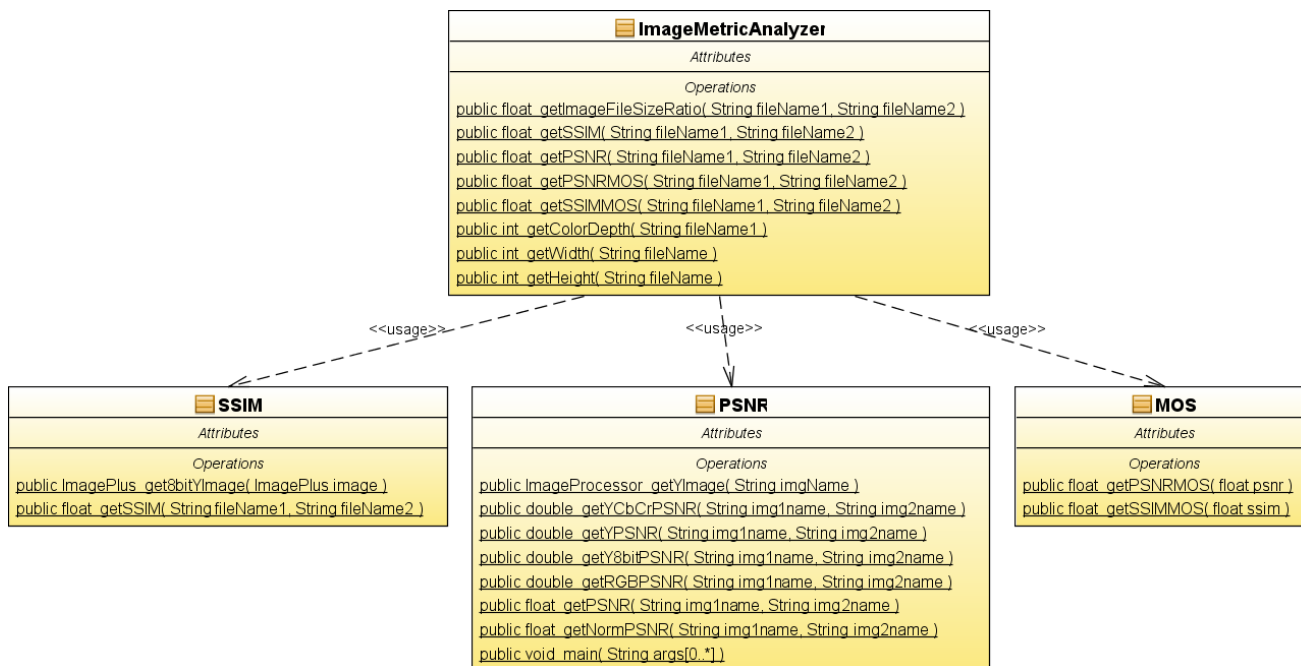 ImageMetricAnalyzer
Attributes
Operations
public float getImageFileSizeRatio( String fileName1, String fileName2 )
public float getSSIM( String fileName1, String fileName2 )
public float getPSNR( String fileName1, String fileName2 )
public float getPSNRMOS( String fileName1, String fileName2 )
public float getSSIMMOS( String fileName1, String fileName2 )
public int getColorDepth( String fileName1 )
public int getWidth( String fileName )
public int getHeight( String fileName )
<<usage>>
<<usage>>
<<usage>>
SSIM
Attributes
Operations
public ImagePlus get8bitYImage( ImagePlus image )
public float getSSIM( String fileName1, String fileName2 )
PSNR
Attributes
Operations
public ImageProcessor getYImage( String imgName )
public double getYCbCrPSNR( String img1name, String img2name )
public double getYPSNR( String img1name, String img2name )
public double getY8bitPSNR( String img1name, String img2name )
public double getRGBPSNR( String img1name, String img2name )
public float getPSNR( String img1name, String img2name )
public float getNormPSNR( String img1name, String img2name )
public void main( String args[0..*] )
MOS
Attributes
Operations
public float getPSNRMOS( float psnr )
public float getSSIMMOS( float ssim )